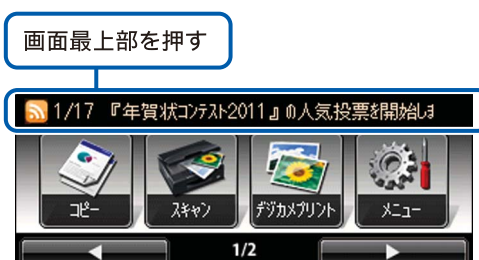 画面最上部を押す
1/17 『年賀状コンテスト2011』の人気投票を開始しま
コピー
スキャン
デジカメプリント
メニュー
1/2